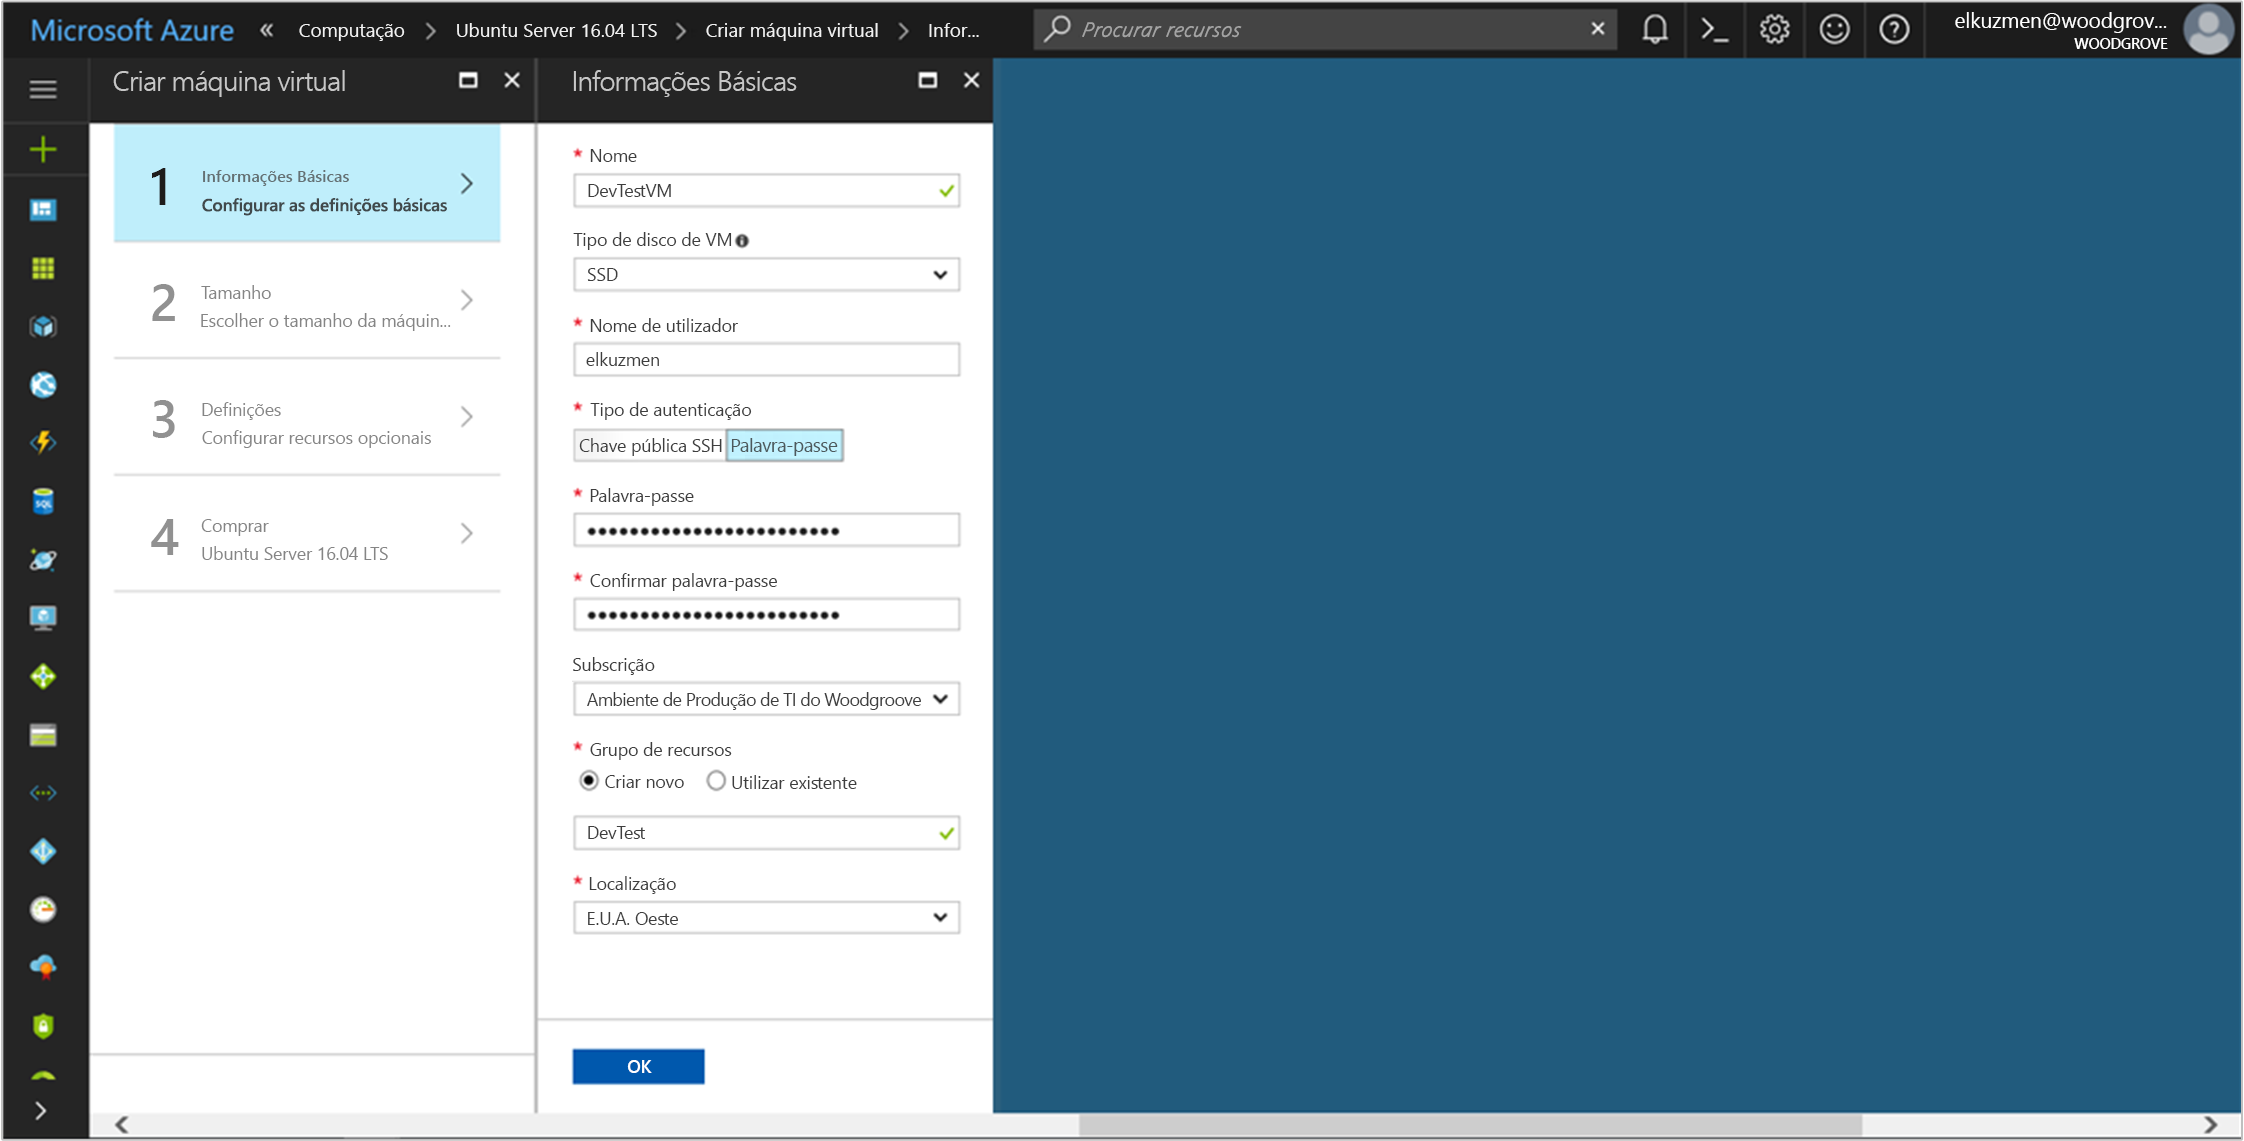 Microsoft Azure « Computação > Ubuntu Server 16.04 LTS > Criar máquina virtual > Infor...
Procurar recursos
elkuzmen@woodgrov...
WOODGROVE
Criar máquina virtual
1
Informações Básicas
Configurar as definições básicas
2
Tamanho
Escolher o tamanho da máquin...
3
Definições
Configurar recursos opcionais
4
Comprar
Ubuntu Server 16.04 LTS
Informações Básicas
* Nome
DevTestVM
Tipo de disco de VM
SSD
* Nome de utilizador
elkuzmen
* Tipo de autenticação
Chave pública SSH Palavra-passe
* Palavra-passe
* Confirmar palavra-passe
Subscrição
Ambiente de Produção de TI do Woodgroove
* Grupo de recursos
Criar novo Utilizar existente
DevTest
* Localização
E.U.A. Oeste
OK
SQL